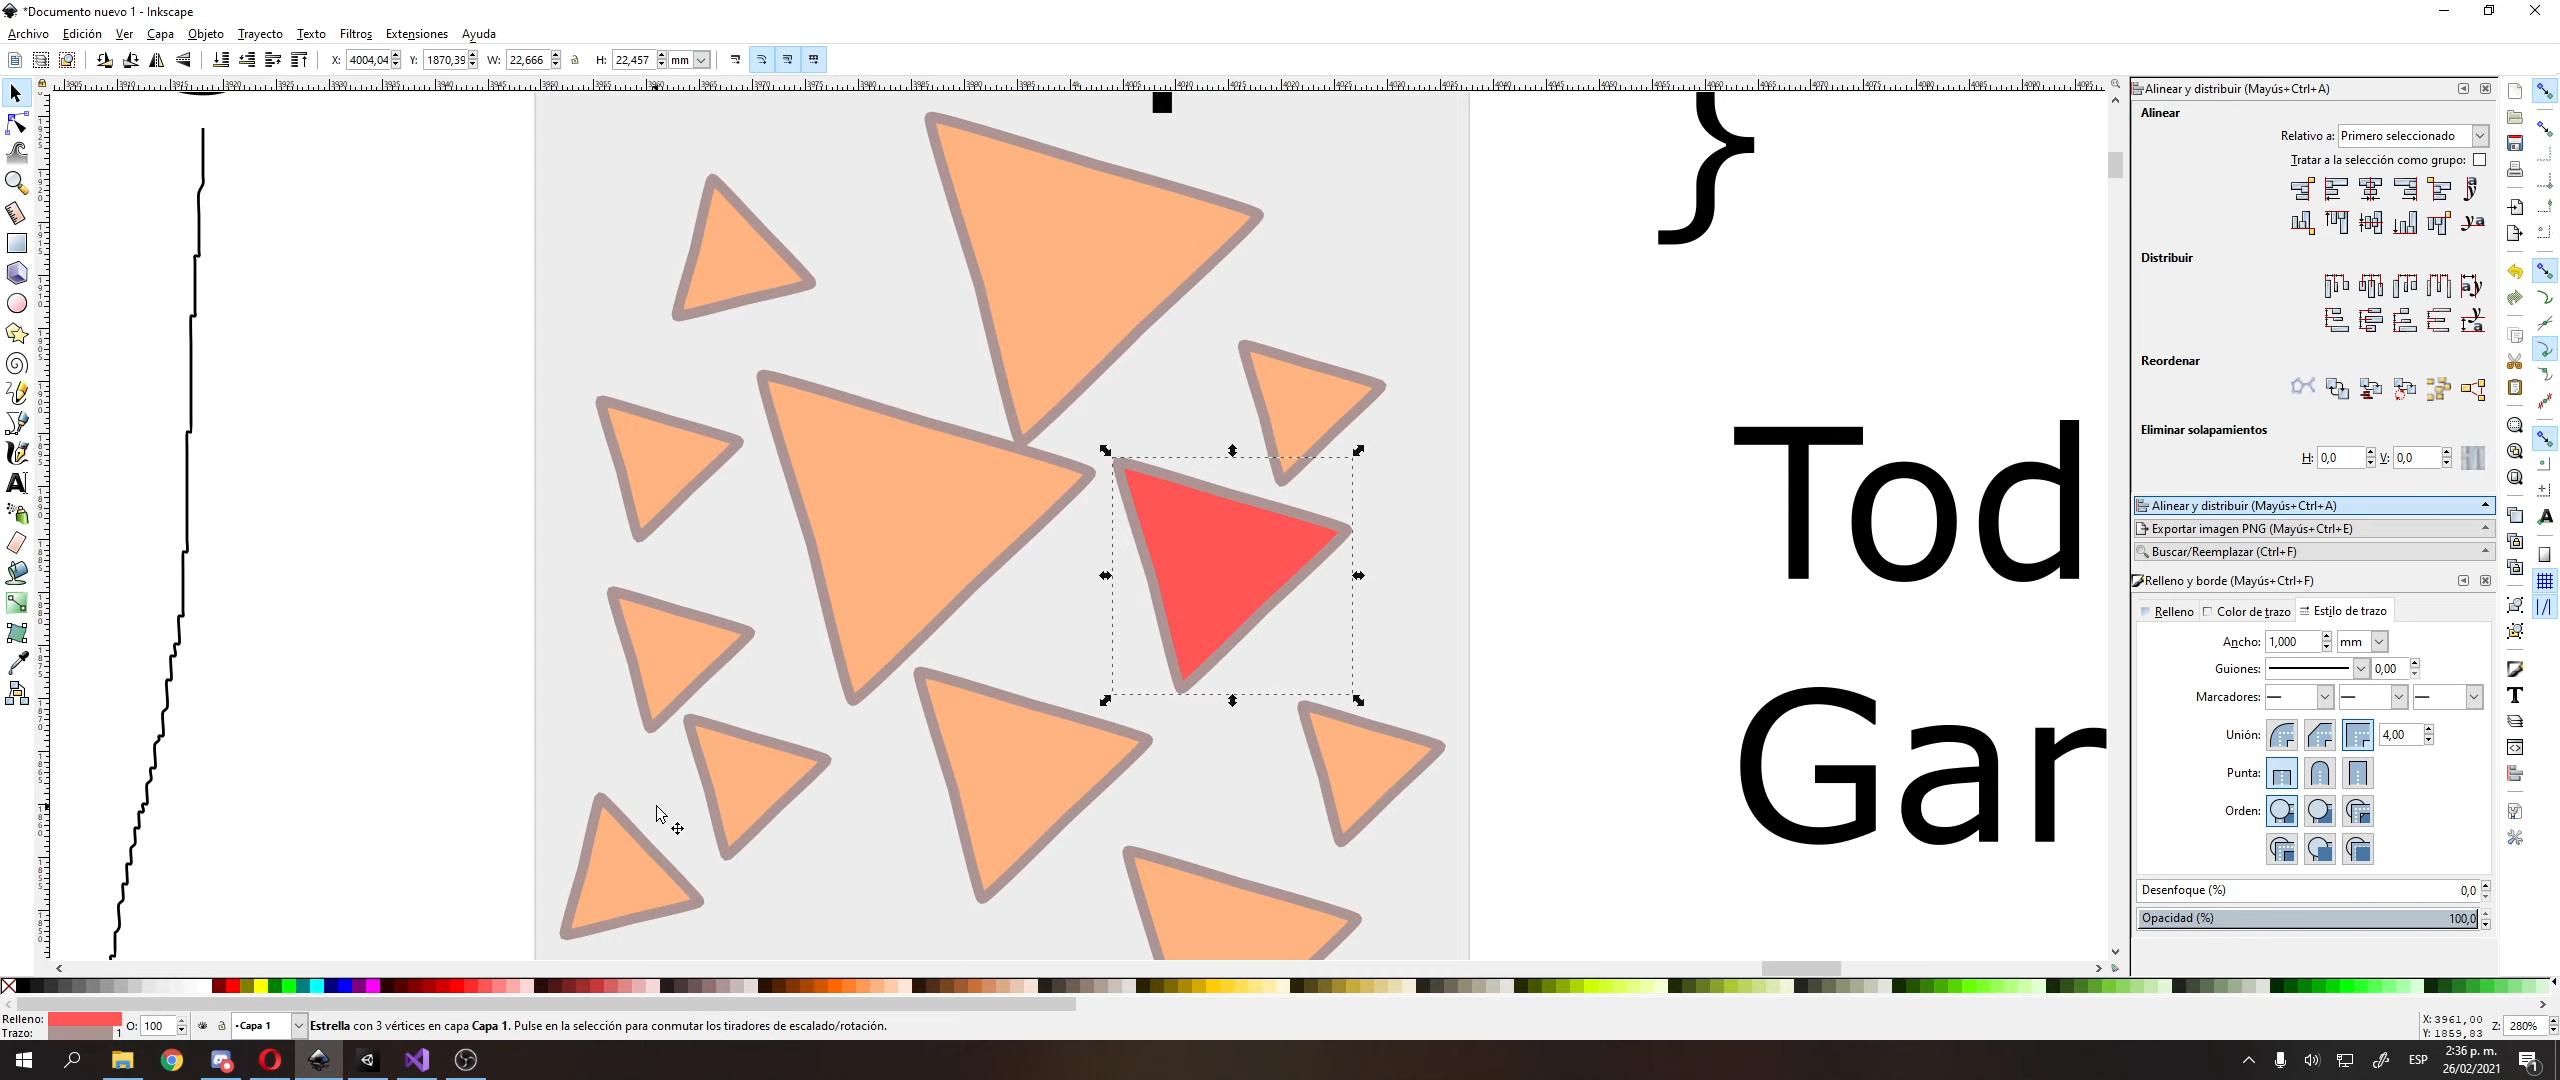 *Documento nuevo 1 - Inkscape
Archivo Edición Ver Capa Objeto Trayecto Texto Filtros Extensiones Ayuda
X: 4004,04 Y: 1870,39 W: 22,666 H: 22,457 mm
}
Tod
Gar
Alinear y distribuir (Mayús+Ctrl+A)
Alinear
Relativo a: Primero seleccionado
Tratar a la selección como grupo:
Distribuir
Reordenar
Eliminar solapamientos
H: 0,0 V: 0,0
Alinear y distribuir (Mayús+Ctrl+A)
Exportar imagen PNG (Mayús+Ctrl+E)
Buscar/Reemplazar (Ctrl+F)
Relleno y borde (Mayús+Ctrl+F)
Relleno Color de trazo Estilo de trazo
Ancho: 1,000 mm
Guiones: 0,00
Marcadores:
Unión: 4,00
Punta:
Orden:
Desenfoque (%) 0,0
Opacidad (%) 100,0
Relleno:
Trazo: 1 O: 100 •Capa 1 Estrella con 3 vértices en capa Capa 1. Pulse en la selección para conmutar los tiradores de escalado/rotación.
X: 3961,00
Y: 1859,83
Z: 280%
ESP
2:36 p. m.
26/02/2021